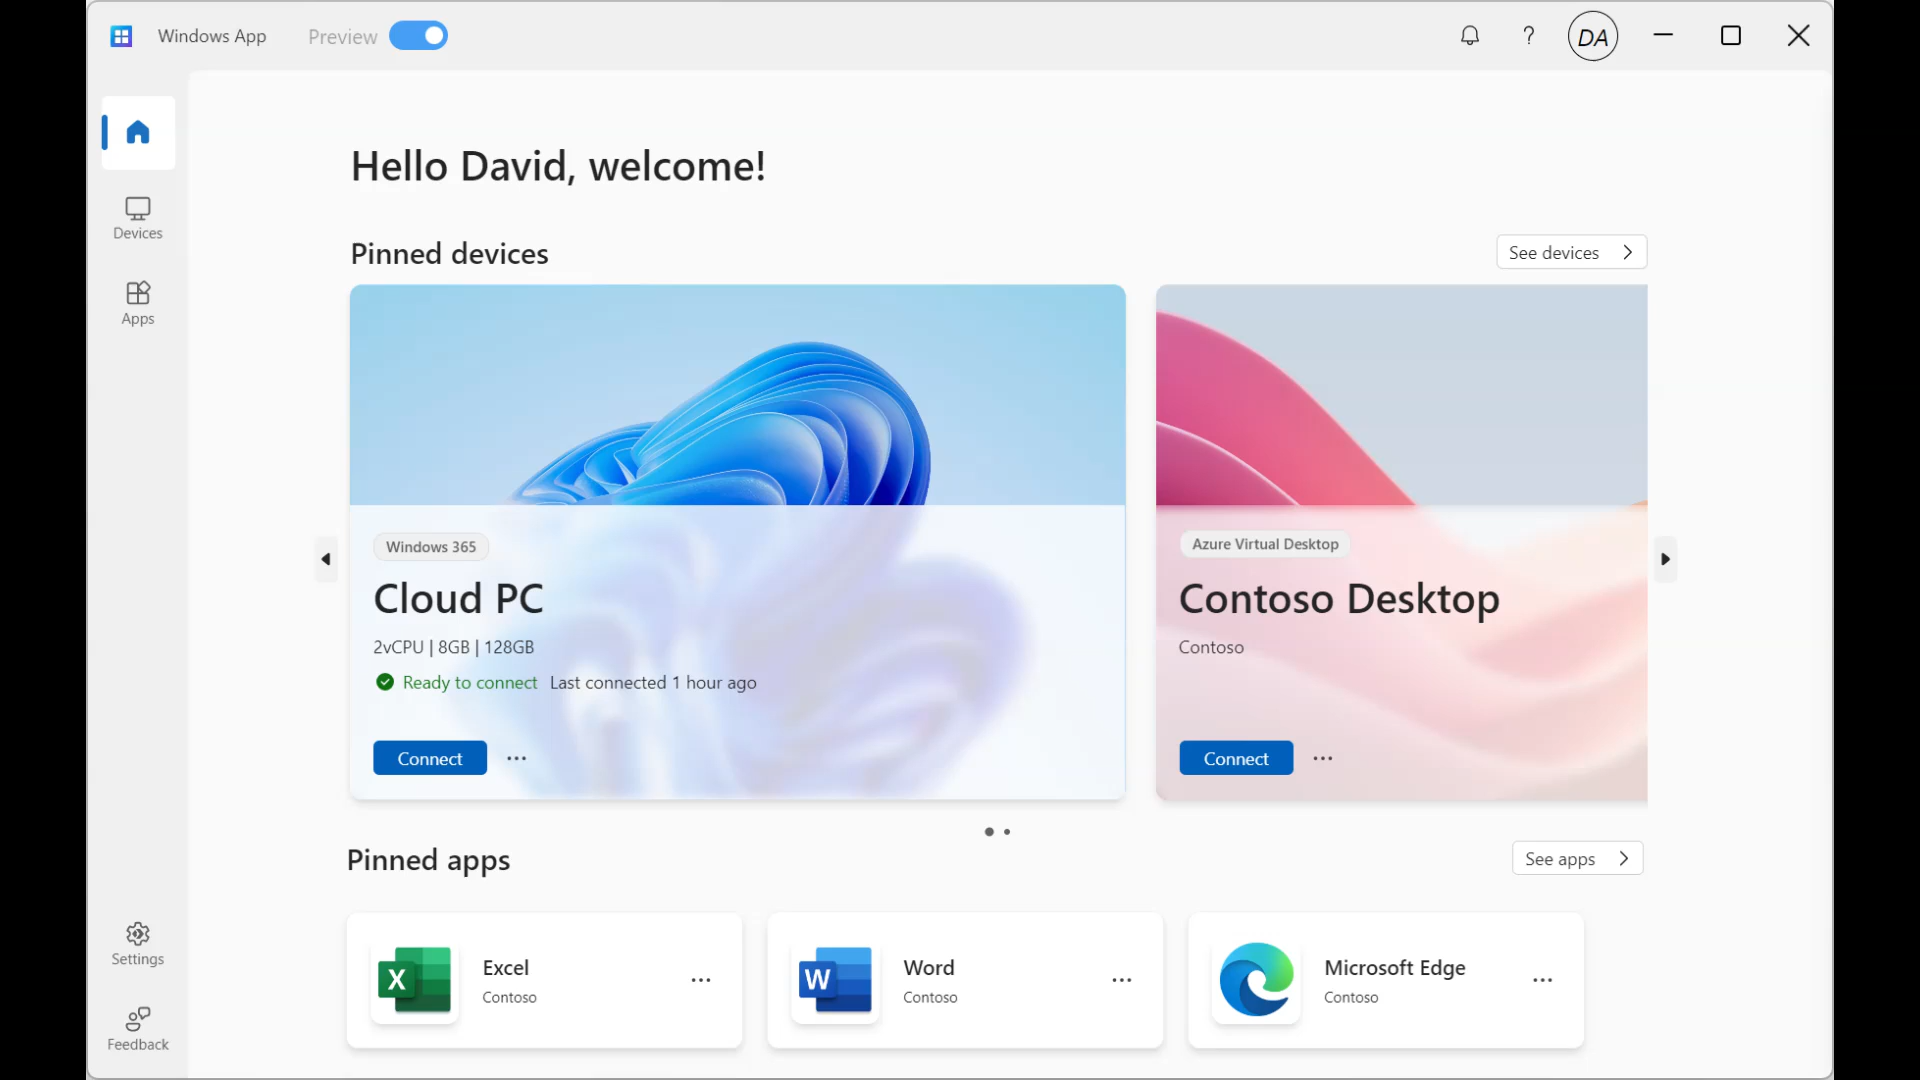 Windows App
Preview
DA
Hello David, welcome!
Devices
Apps
Pinned devices
See devices
Windows 365
Cloud PC
2vCPU | 8GB | 128GB
Ready to connect Last connected 1 hour ago
Connect
Azure Virtual Desktop
Contoso Desktop
Contoso
Connect
Pinned apps
See apps
X
Excel
Contoso
W
Word
Contoso
Microsoft Edge
Contoso
Settings
Feedback